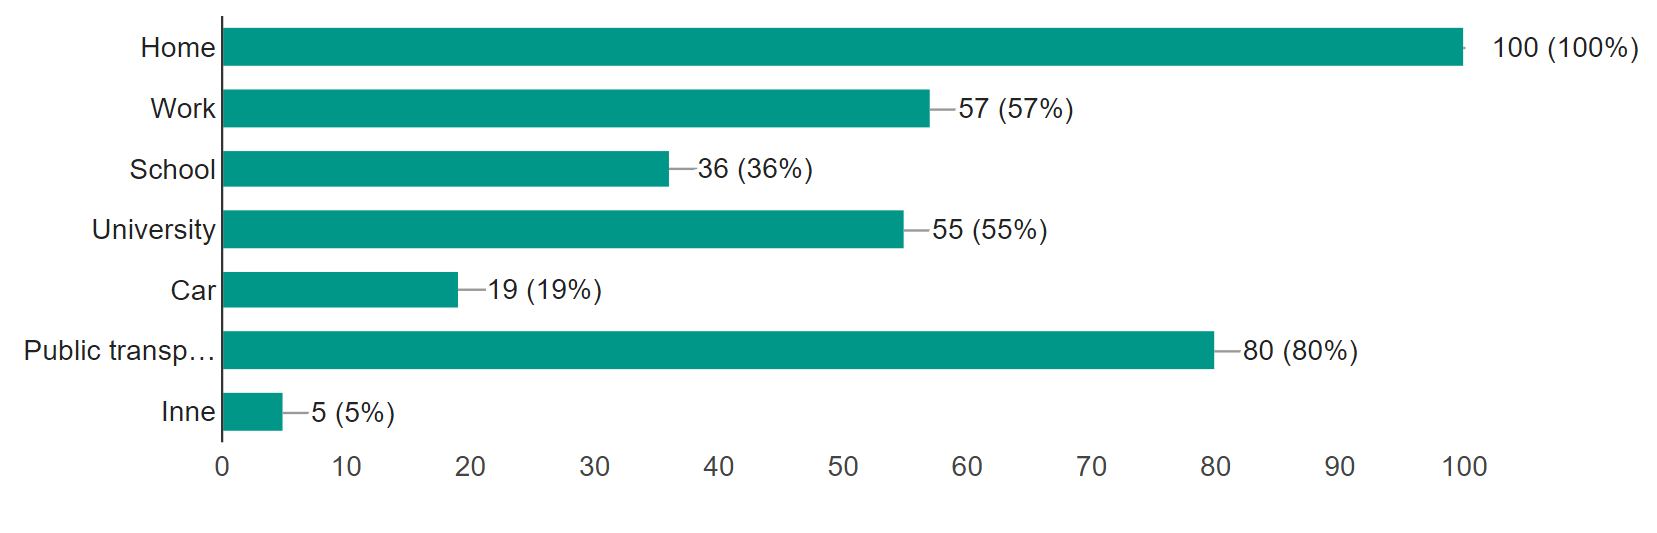 Home 100 (100%)
Work 57 (57%)
School 36 (36%)
University 55 (55%)
Car 19 (19%)
Public transp… 80 (80%)
Inne 5 (5%)
0 10 20 30 40 50 60 70 80 90 100